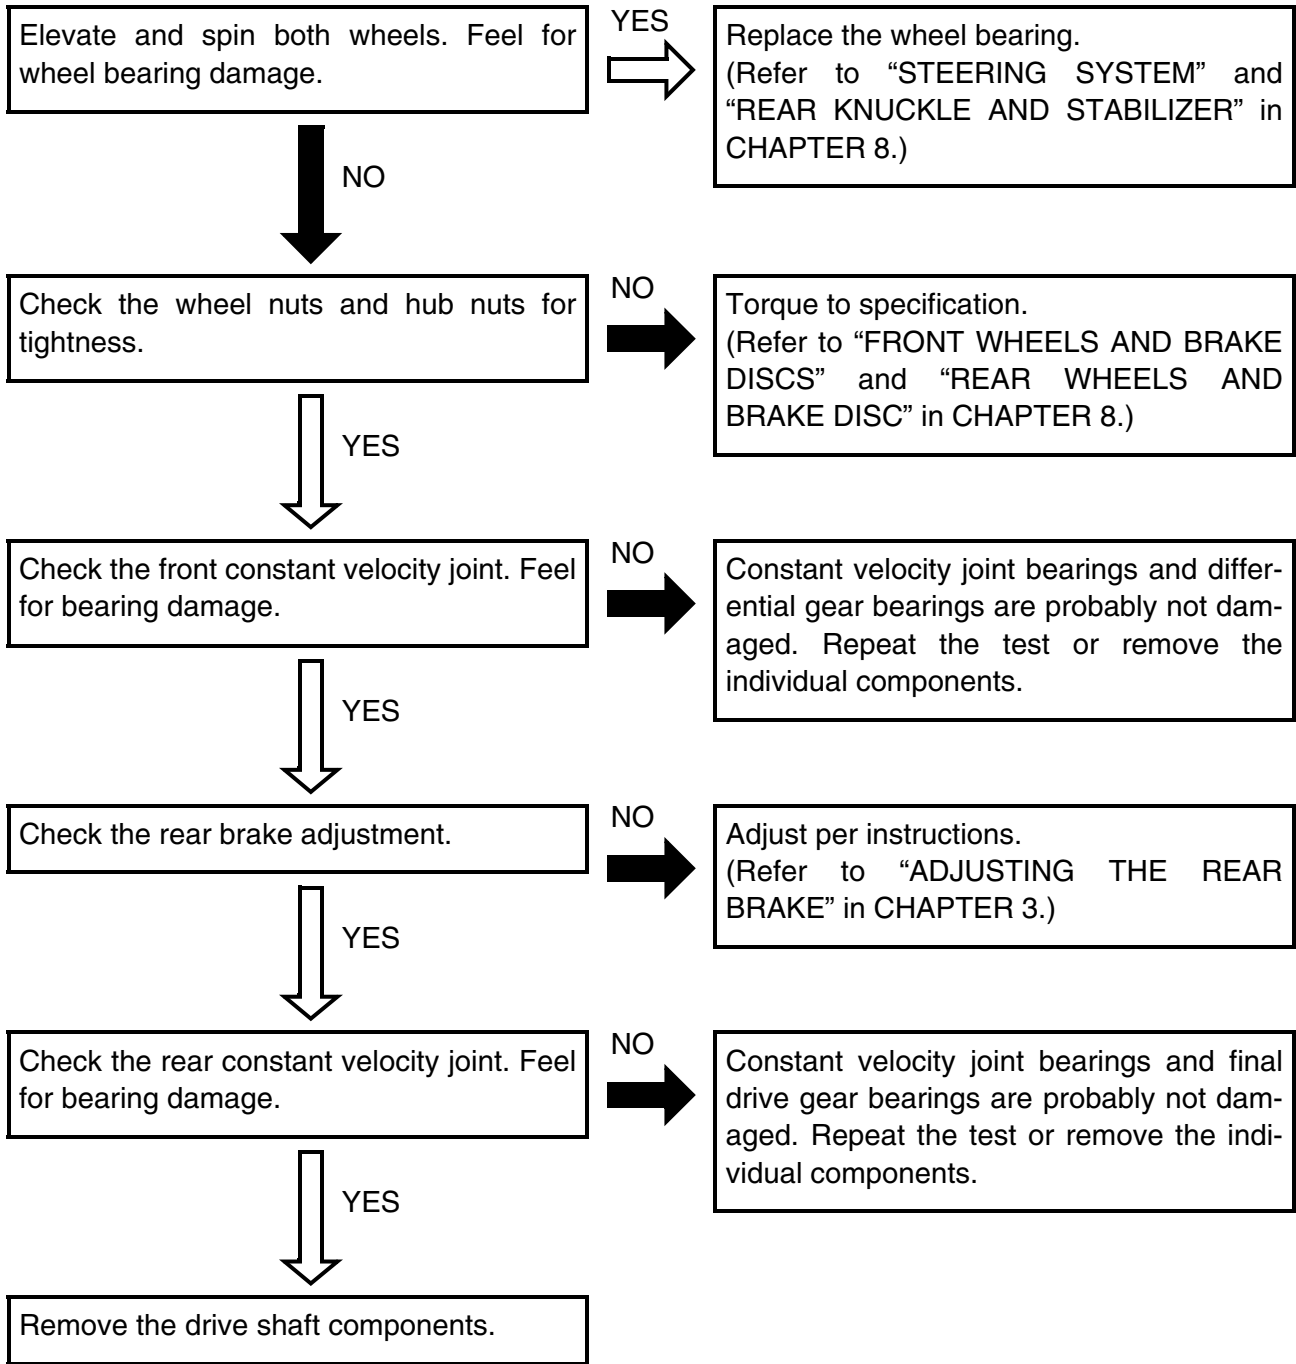 Elevate and spin both wheels. Feel for
wheel bearing damage.
YES
Replace the wheel bearing.
(Refer to “STEERING SYSTEM” and
“REAR KNUCKLE AND STABILIZER” in
CHAPTER 8.)
NO
Check the wheel nuts and hub nuts for
tightness.
NO
Torque to specification.
(Refer to “FRONT WHEELS AND BRAKE
DISCS” and “REAR WHEELS AND
BRAKE DISC” in CHAPTER 8.)
YES
Check the front constant velocity joint. Feel
for bearing damage.
NO
Constant velocity joint bearings and differ-
ential gear bearings are probably not dam-
aged. Repeat the test or remove the
individual components.
YES
Check the rear brake adjustment.
NO
Adjust per instructions.
(Refer to “ADJUSTING THE REAR
BRAKE” in CHAPTER 3.)
YES
Check the rear constant velocity joint. Feel
for bearing damage.
NO
Constant velocity joint bearings and final
drive gear bearings are probably not dam-
aged. Repeat the test or remove the indi-
vidual components.
YES
Remove the drive shaft components.